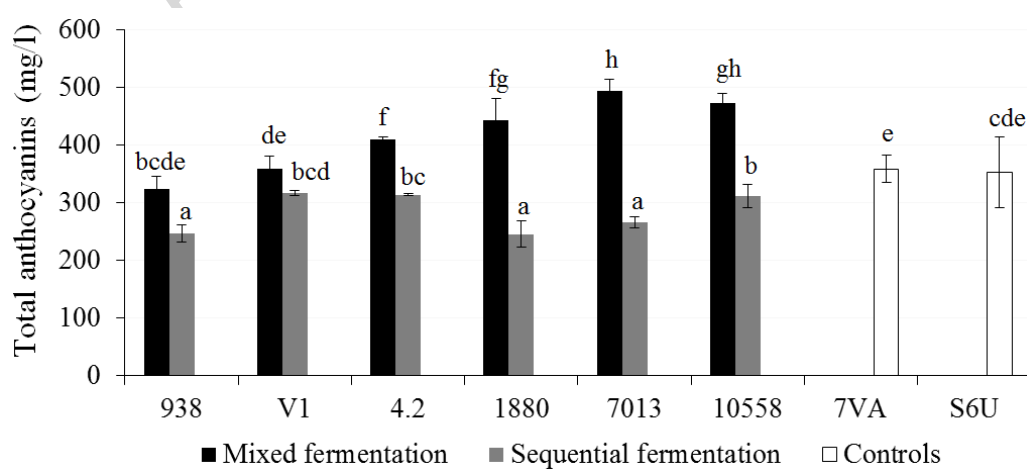 600
500
400
300
200
100
0
Total anthocyanins (mg/l)
bcde
a
de
bcd
f
bc
fg
a
h
a
gh
b
e
cde
938 V1 4.2 1880 7013 10558 7VA S6U
Mixed fermentation Sequential fermentation Controls